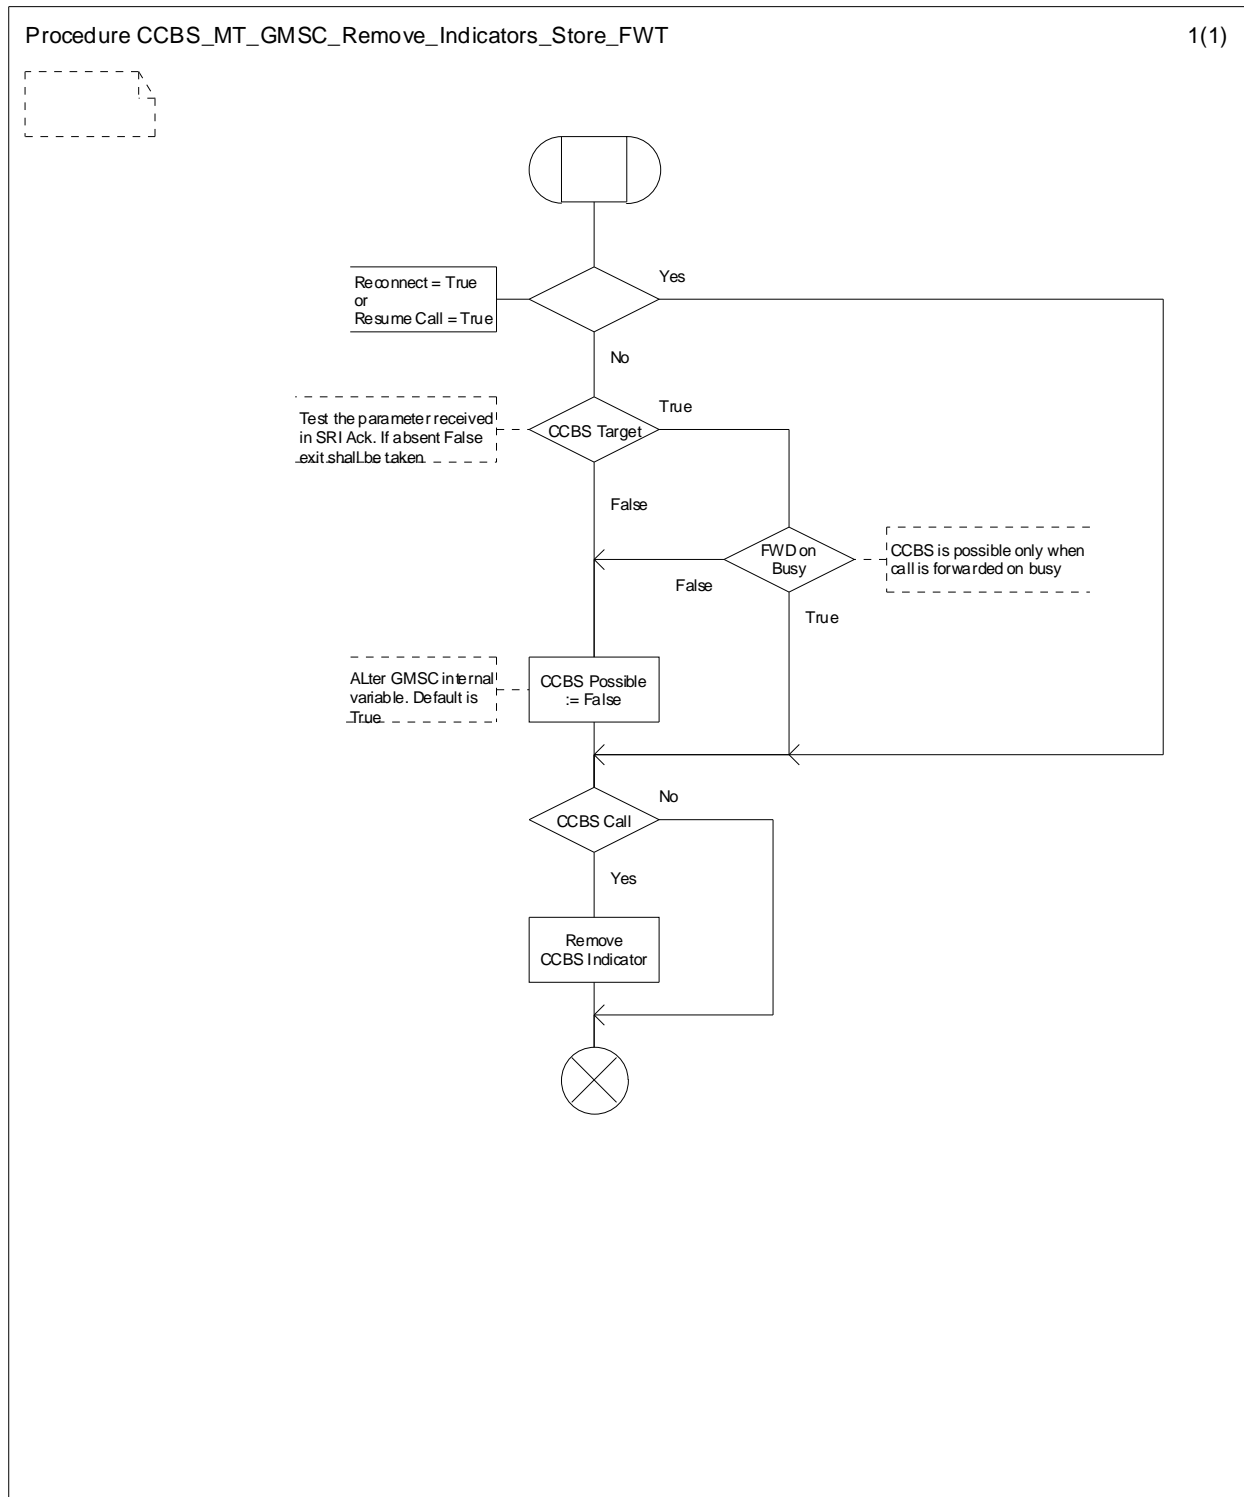 Procedure CCBS_MT_GMSC_Remove_Indicators_Store_FWT
1(1)
Yes
Reconnect = True
or
Resume Call = True
No
True
Test the parameter received
in SRI Ack. If absent False
exit shall be taken
CCBS Target
False
FWD on
Busy
CCBS is possible only when
call is forwarded on busy
False
True
ALter GMSC internal
variable. Default is
True
CCBS Possible
:= False
No
CCBS Call
Yes
Remove
CCBS Indicator